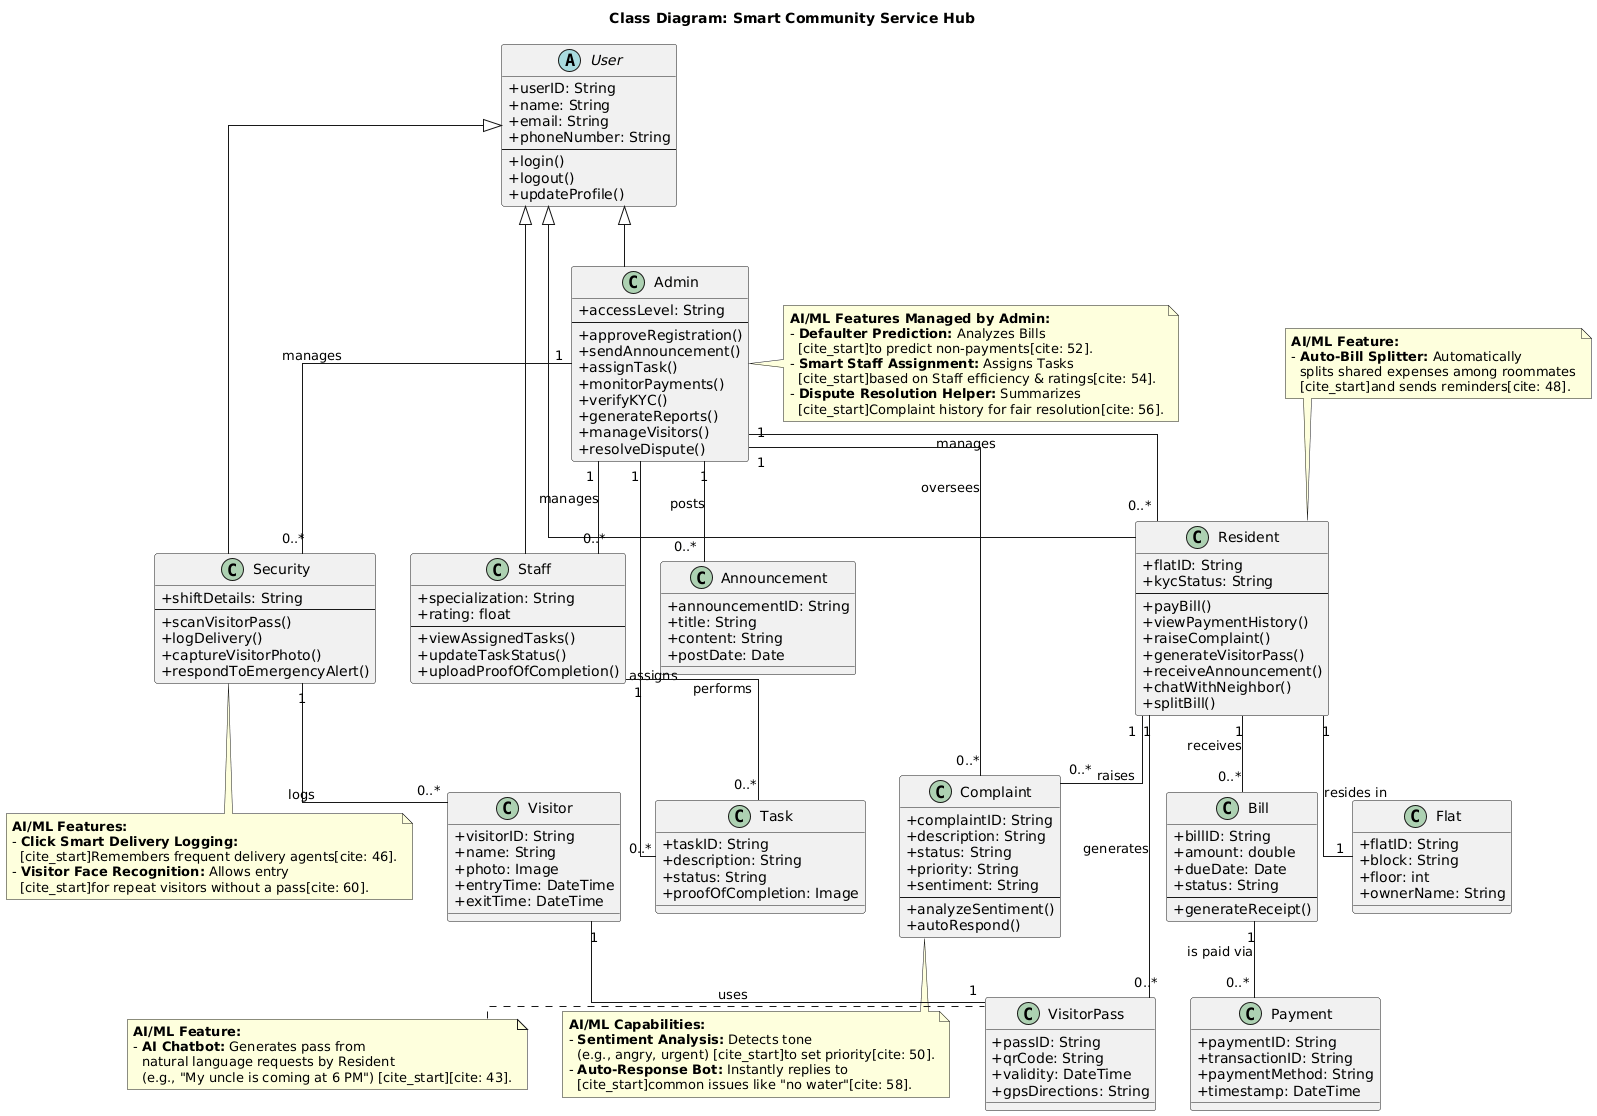 Class Diagram: Smart Community Service Hub
A User
+userID: String
+name: String
+email: String
+phoneNumber: String
+login()
+logout()
+updateProfile()
C Admin
+accessLevel: String
+approveRegistration()
+sendAnnouncement()
+assignTask()
+monitorPayments()
+verifyKYC()
+generateReports()
+manageVisitors()
+resolveDispute()
AI/ML Features Managed by Admin:
- Defaulter Prediction: Analyzes Bills
[cite_start]to predict non-payments[cite: 52].
- Smart Staff Assignment: Assigns Tasks
[cite_start]based on Staff efficiency & ratings[cite: 54].
- Dispute Resolution Helper: Summarizes
[cite_start]Complaint history for fair resolution[cite: 56].
AI/ML Feature:
- Auto-Bill Splitter: Automatically
splits shared expenses among roommates
[cite_start]and sends reminders[cite: 48].
manages
1
1
manages
1
oversees
1
1
1
manages
posts
0..*
0..*
0..*
0..*
C Security
+shiftDetails: String
+scanVisitorPass()
+logDelivery()
+captureVisitorPhoto()
+respondToEmergencyAlert()
C Staff
+specialization: String
+rating: float
+viewAssignedTasks()
+updateTaskStatus()
+uploadProofOfCompletion()
C Announcement
+announcementID: String
+title: String
+content: String
+postDate: Date
C Resident
+flatID: String
+kycStatus: String
+payBill()
+viewPaymentHistory()
+raiseComplaint()
+generateVisitorPass()
+receiveAnnouncement()
+chatWithNeighbor()
+splitBill()
assigns
1
performs
1
1
1
1
1
receives
0..*
0..*
raises
0..*
logs
0..*
0..*
resides in
0..*
generates
1
AI/ML Features:
- Click Smart Delivery Logging:
[cite_start]Remembers frequent delivery agents[cite: 46].
- Visitor Face Recognition: Allows entry
[cite_start]for repeat visitors without a pass[cite: 60].
C Visitor
+visitorID: String
+name: String
+photo: Image
+entryTime: DateTime
+exitTime: DateTime
C Task
+taskID: String
+description: String
+status: String
+proofOfCompletion: Image
C Complaint
+complaintID: String
+description: String
+status: String
+priority: String
+sentiment: String
+analyzeSentiment()
+autoRespond()
C Bill
+billID: String
+amount: double
+dueDate: Date
+status: String
+generateReceipt()
C Flat
+flatID: String
+block: String
+floor: int
+ownerName: String
1
uses
1
1
is paid via
0..*
0..*
AI/ML Feature:
- AI Chatbot: Generates pass from
natural language requests by Resident
(e.g., "My uncle is coming at 6 PM") [cite_start][cite: 43].
AI/ML Capabilities:
- Sentiment Analysis: Detects tone
(e.g., angry, urgent) [cite_start]to set priority[cite: 50].
- Auto-Response Bot: Instantly replies to
[cite_start]common issues like "no water"[cite: 58].
C VisitorPass
+passID: String
+qrCode: String
+validity: DateTime
+gpsDirections: String
C Payment
+paymentID: String
+transactionID: String
+paymentMethod: String
+timestamp: DateTime